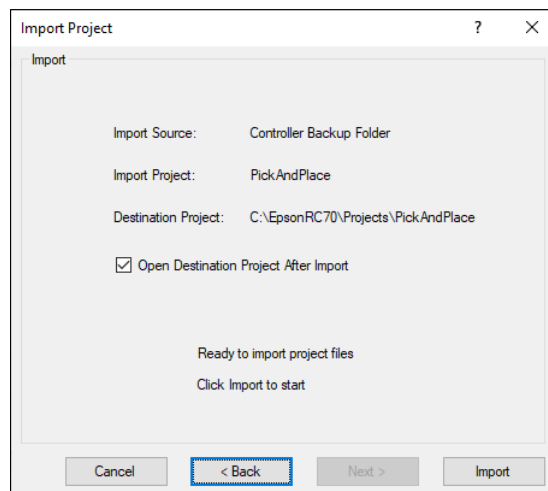 Import Project ? ×
Import
Import Source: Controller Backup Folder
Import Project: PickAndPlace
Destination Project: C:\EpsonRC70\Projects\PickAndPlace
Open Destination Project After Import
Ready to import project files
Click Import to start
Cancel < Back Next > Import